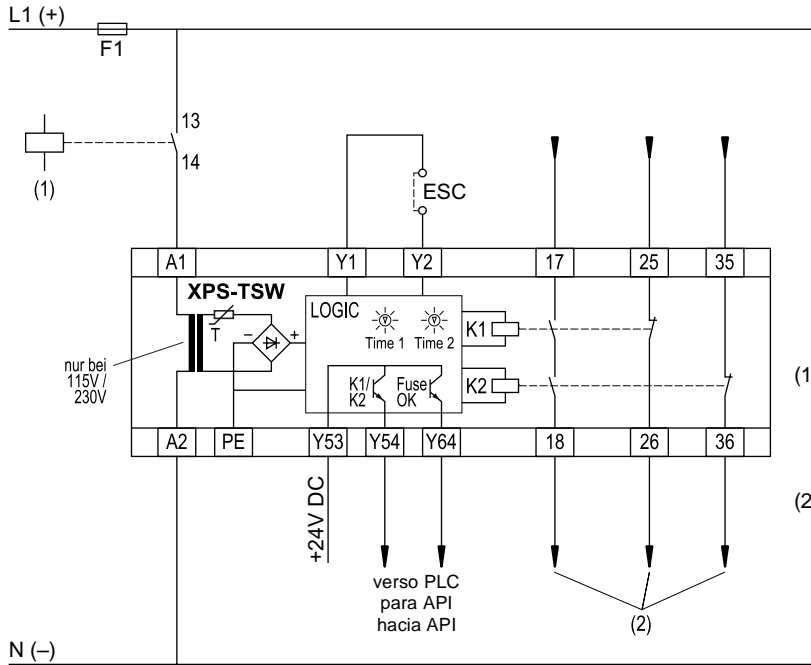 L1 (+)
F1
13
14
(1)
ESC
A1
Y1
Y2
17
25
35
XPS-TSW
LOGIC
T
–
+
Time 1
Time 2
K1
nur bei
115V /
230V
K1/
K2
Fuse
OK
K2
(1
A2
PE
Y53
Y54
Y64
18
26
36
+24V DC
(2
verso PLC
para API
hacia API
(2)
N (–)